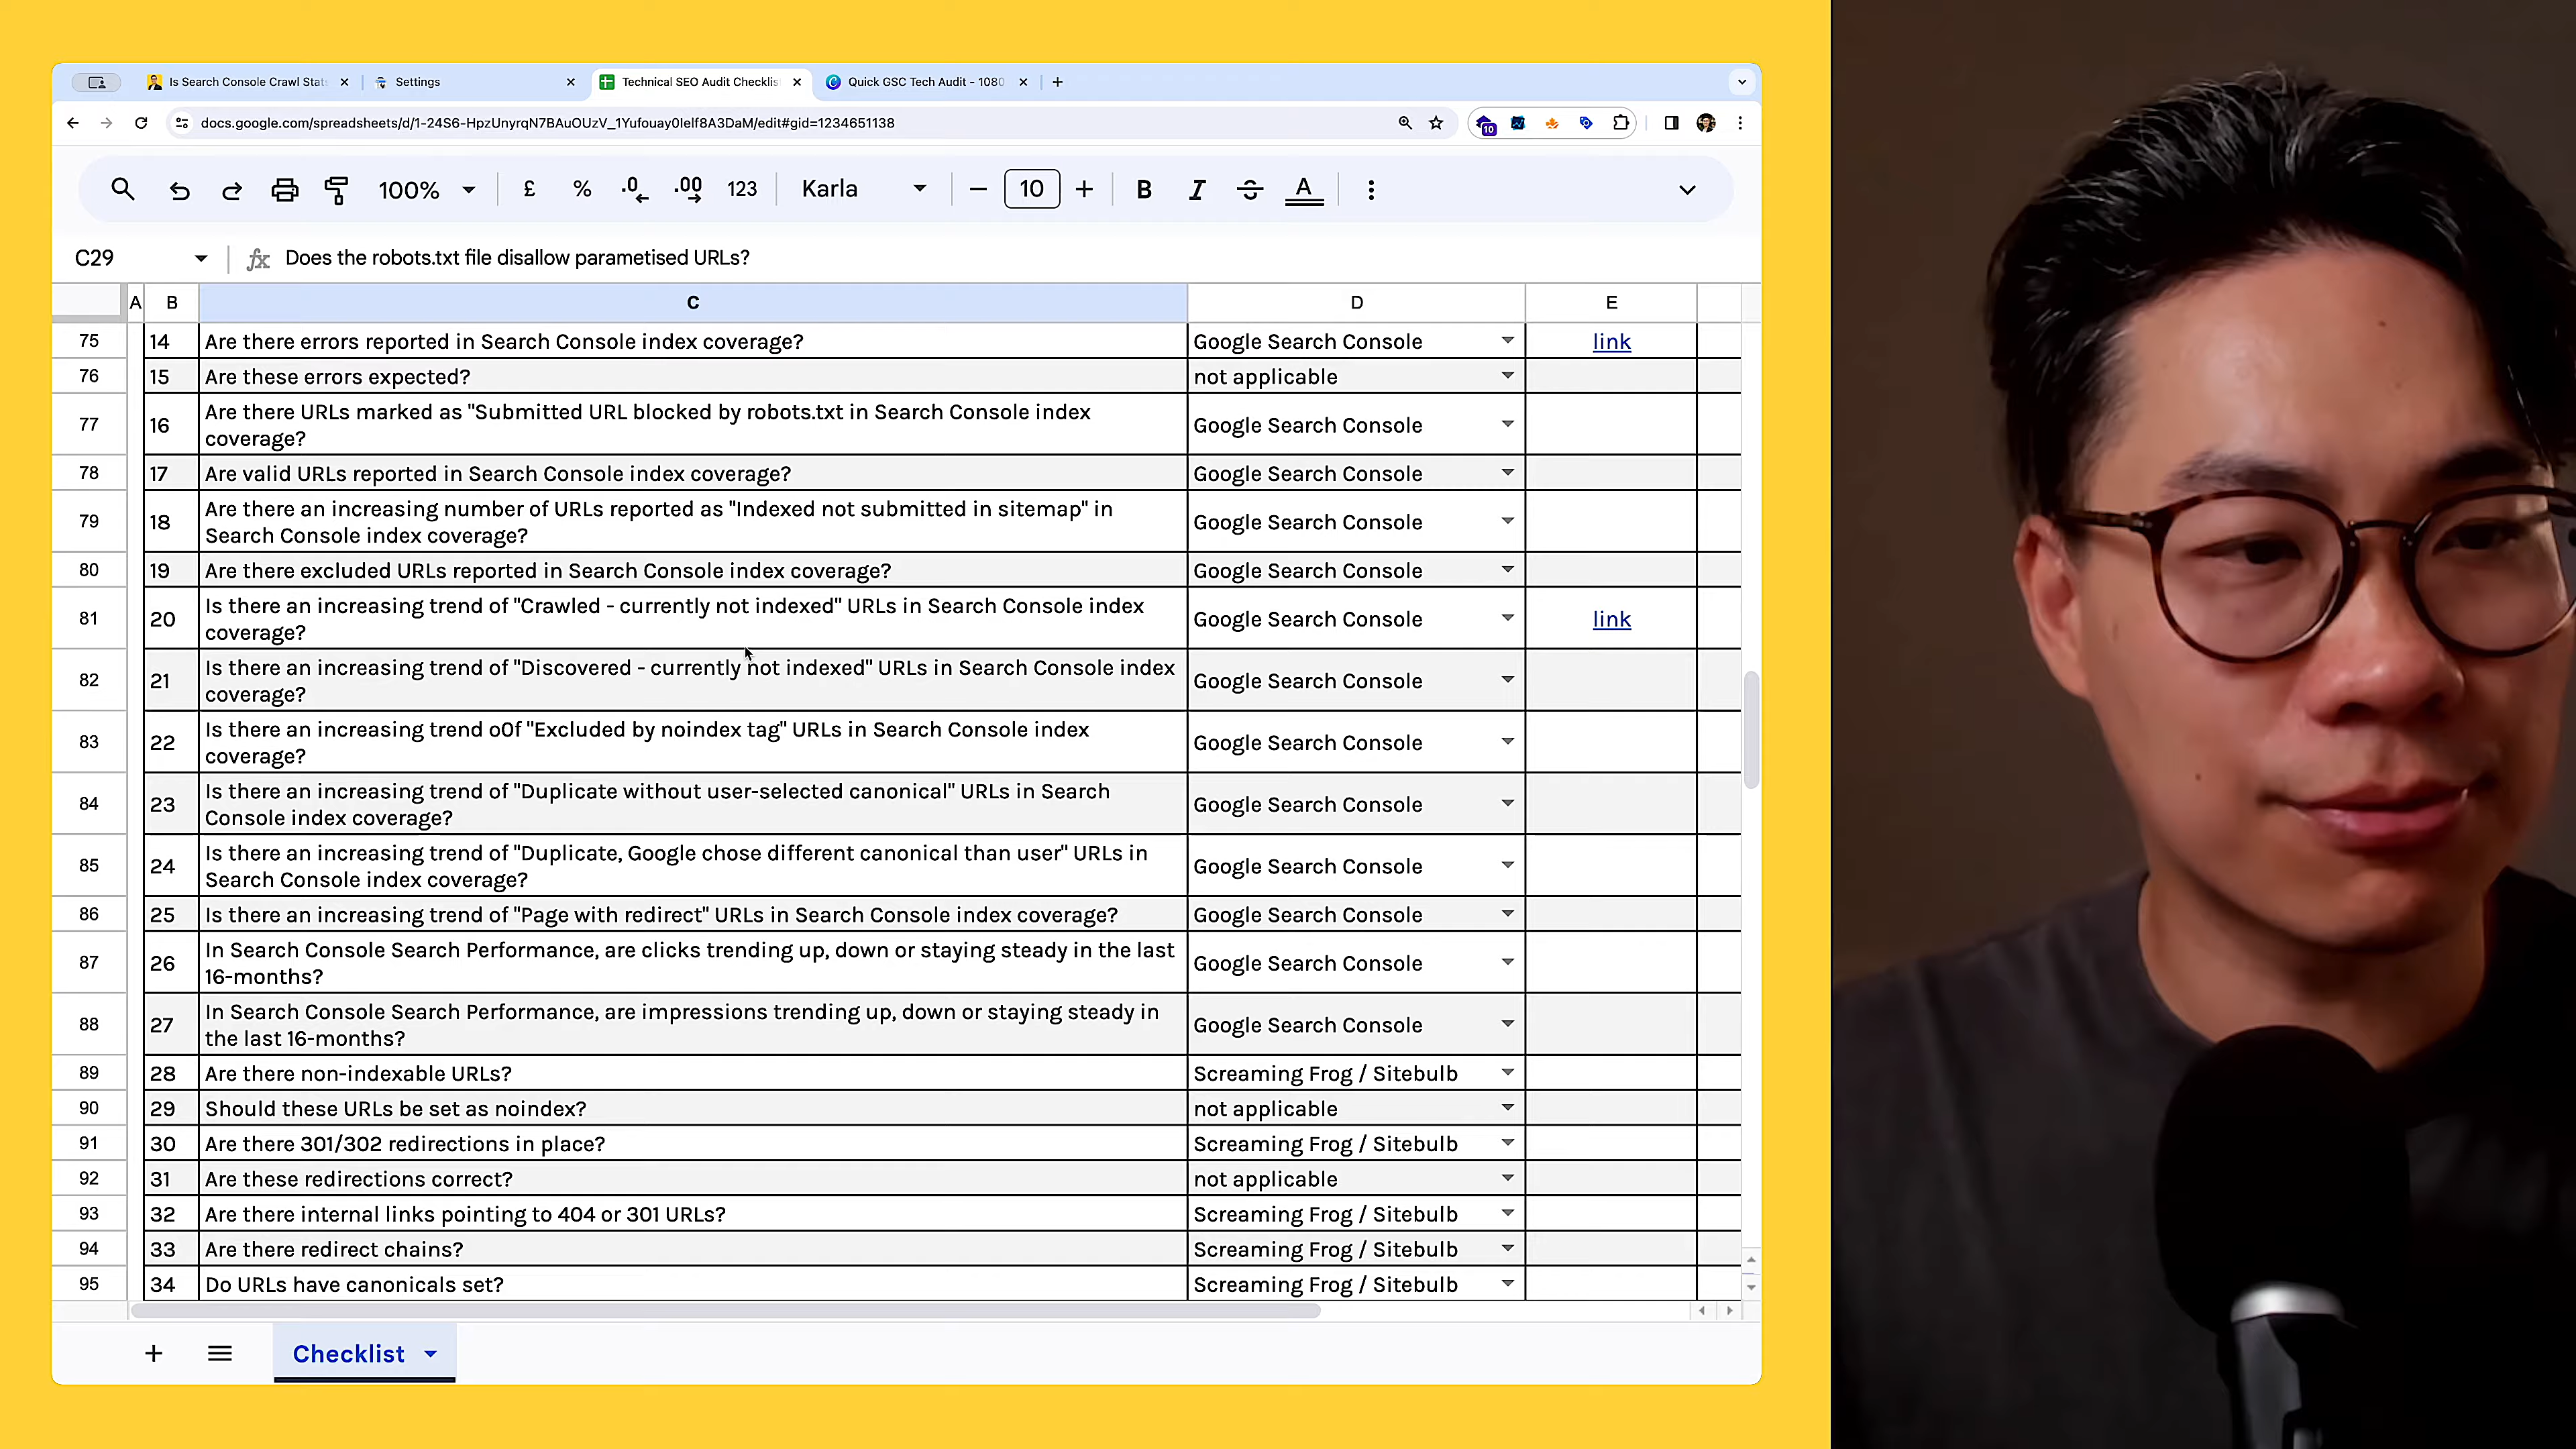 Is Search Console Crawl Stats
Settings
Technical SEO Audit Checklis
Quick GSC Tech Audit - 1080
docs.google.com/spreadsheets/d/1-24S6-HpzUnyrqN7BAuOUzV_1Yufouay0Ielf8A3DaM/edit#gid=1234651138
10
100%
£
%
.0
.00
123
Karla
10
B
I
S
A
C29
fx
Does the robots.txt file disallow parametised URLs?
A B C D E
75 14 Are there errors reported in Search Console index coverage? Google Search Console link
76 15 Are these errors expected? not applicable
77 16 Are there URLs marked as "Submitted URL blocked by robots.txt in Search Console index
coverage? Google Search Console
78 17 Are valid URLs reported in Search Console index coverage? Google Search Console
79 18 Are there an increasing number of URLs reported as "Indexed not submitted in sitemap" in
Search Console index coverage? Google Search Console
80 19 Are there excluded URLs reported in Search Console index coverage? Google Search Console
81 20 Is there an increasing trend of "Crawled - currently not indexed" URLs in Search Console index
coverage? Google Search Console link
82 21 Is there an increasing trend of "Discovered - currently not indexed" URLs in Search Console index
coverage? Google Search Console
83 22 Is there an increasing trend o0f "Excluded by noindex tag" URLs in Search Console index
coverage? Google Search Console
84 23 Is there an increasing trend of "Duplicate without user-selected canonical" URLs in Search
Console index coverage? Google Search Console
85 24 Is there an increasing trend of "Duplicate, Google chose different canonical than user" URLs in
Search Console index coverage? Google Search Console
86 25 Is there an increasing trend of "Page with redirect" URLs in Search Console index coverage? Google Search Console
87 26 In Search Console Search Performance, are clicks trending up, down or staying steady in the last
16-months? Google Search Console
88 27 In Search Console Search Performance, are impressions trending up, down or staying steady in
the last 16-months? Google Search Console
89 28 Are there non-indexable URLs? Screaming Frog / Sitebulb
90 29 Should these URLs be set as noindex? not applicable
91 30 Are there 301/302 redirections in place? Screaming Frog / Sitebulb
92 31 Are these redirections correct? not applicable
93 32 Are there internal links pointing to 404 or 301 URLs? Screaming Frog / Sitebulb
94 33 Are there redirect chains? Screaming Frog / Sitebulb
95 34 Do URLs have canonicals set? Screaming Frog / Sitebulb
Checklist